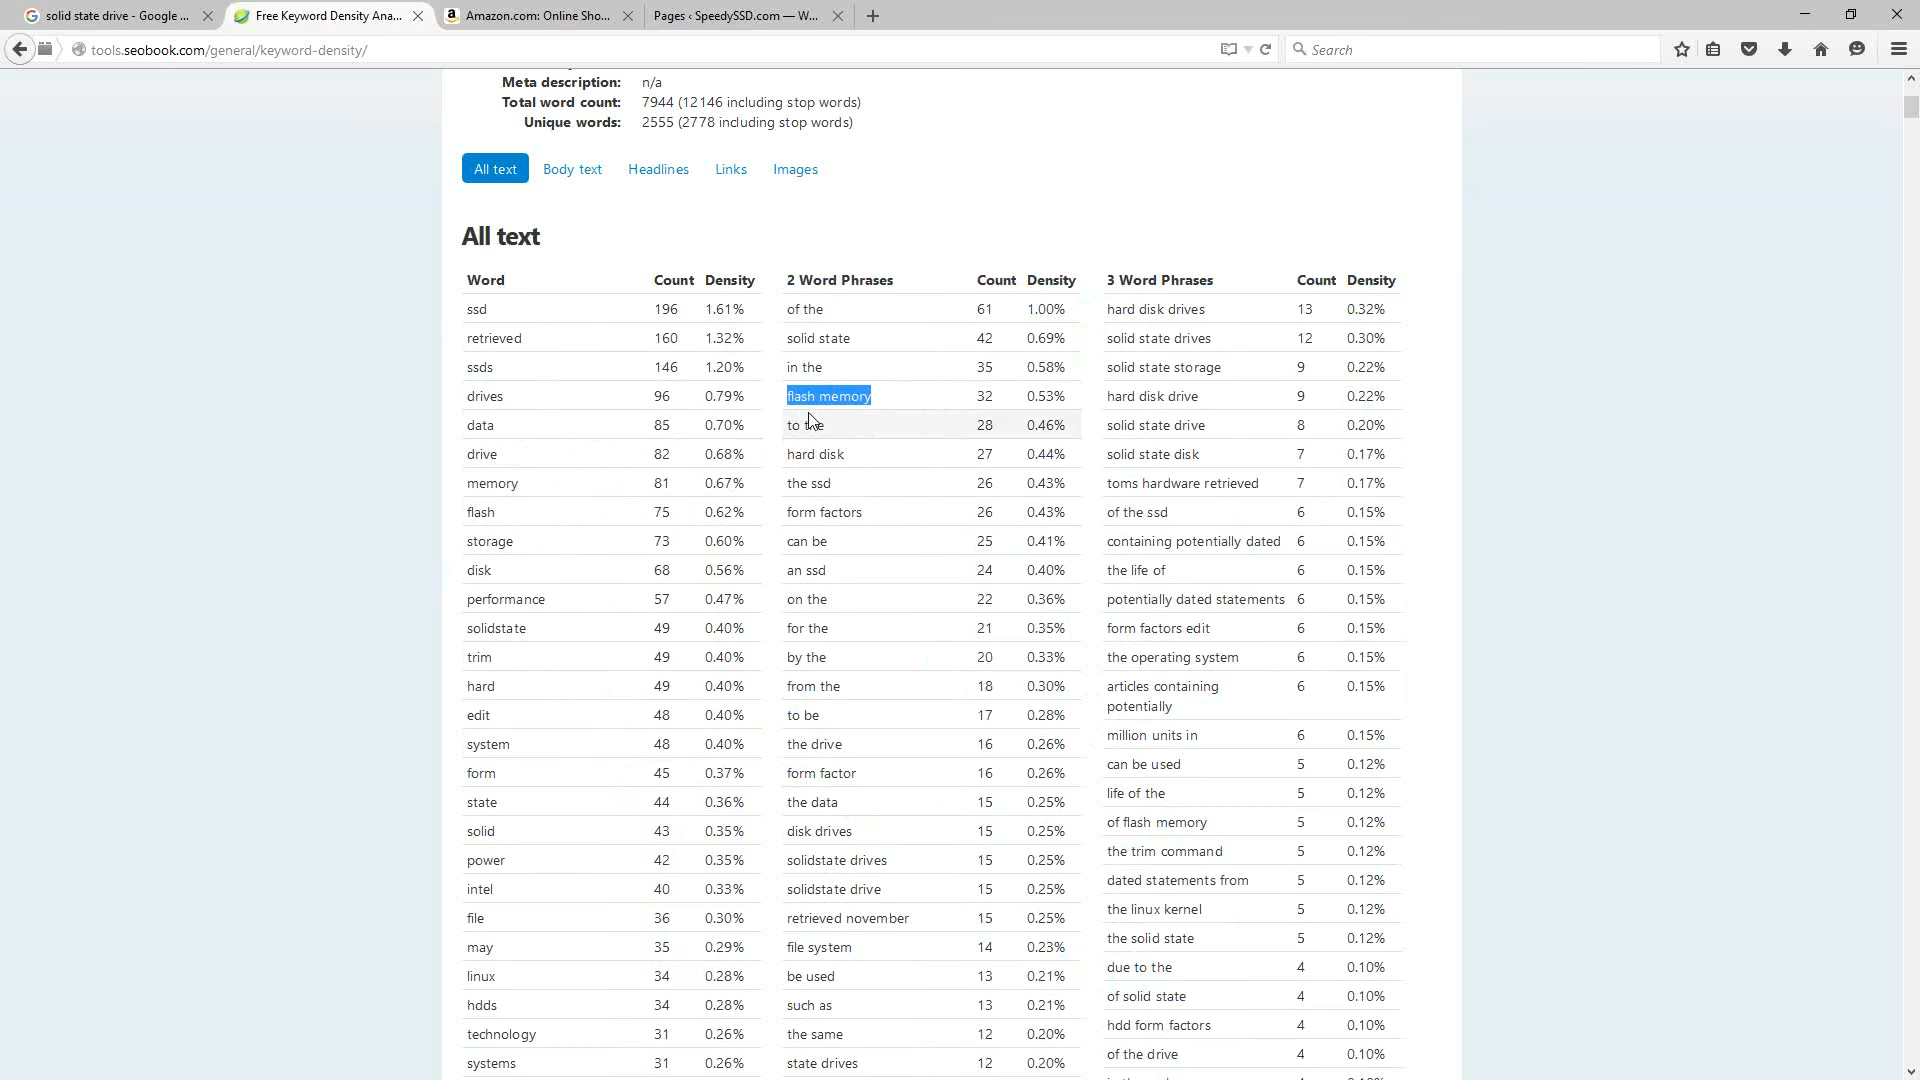 solid state drive - Google ...
Free Keyword Density Ana...
Amazon.com: Online Sho...
Pages ‹ SpeedySSD.com — W...
tools.seobook.com/general/keyword-density/
Search
Meta description: n/a
Total word count: 7944 (12146 including stop words)
Unique words: 2555 (2778 including stop words)
All text Body text Headlines Links Images
All text
Word Count Density 2 Word Phrases Count Density 3 Word Phrases Count Density
ssd 196 1.61% of the 61 1.00% hard disk drives 13 0.32%
retrieved 160 1.32% solid state 42 0.69% solid state drives 12 0.30%
ssds 146 1.20% in the 35 0.58% solid state storage 9 0.22%
drives 96 0.79% flash memory 32 0.53% hard disk drive 9 0.22%
data 85 0.70% to the 28 0.46% solid state drive 8 0.20%
drive 82 0.68% hard disk 27 0.44% solid state disk 7 0.17%
memory 81 0.67% the ssd 26 0.43% toms hardware retrieved 7 0.17%
flash 75 0.62% form factors 26 0.43% of the ssd 6 0.15%
storage 73 0.60% can be 25 0.41% containing potentially dated 6 0.15%
disk 68 0.56% an ssd 24 0.40% the life of 6 0.15%
performance 57 0.47% on the 22 0.36% potentially dated statements 6 0.15%
solidstate 49 0.40% for the 21 0.35% form factors edit 6 0.15%
trim 49 0.40% by the 20 0.33% the operating system 6 0.15%
hard 49 0.40% from the 18 0.30% articles containing 6 0.15%
potentially
edit 48 0.40% to be 17 0.28%
million units in 6 0.15%
system 48 0.40% the drive 16 0.26%
can be used 5 0.12%
form 45 0.37% form factor 16 0.26%
life of the 5 0.12%
state 44 0.36% the data 15 0.25%
of flash memory 5 0.12%
solid 43 0.35% disk drives 15 0.25%
the trim command 5 0.12%
power 42 0.35% solidstate drives 15 0.25%
dated statements from 5 0.12%
intel 40 0.33% solidstate drive 15 0.25%
the linux kernel 5 0.12%
file 36 0.30% retrieved november 15 0.25%
the solid state 5 0.12%
may 35 0.29% file system 14 0.23%
due to the 4 0.10%
linux 34 0.28% be used 13 0.21%
of solid state 4 0.10%
hdds 34 0.28% such as 13 0.21%
hdd form factors 4 0.10%
technology 31 0.26% the same 12 0.20%
of the drive 4 0.10%
systems 31 0.26% state drives 12 0.20%